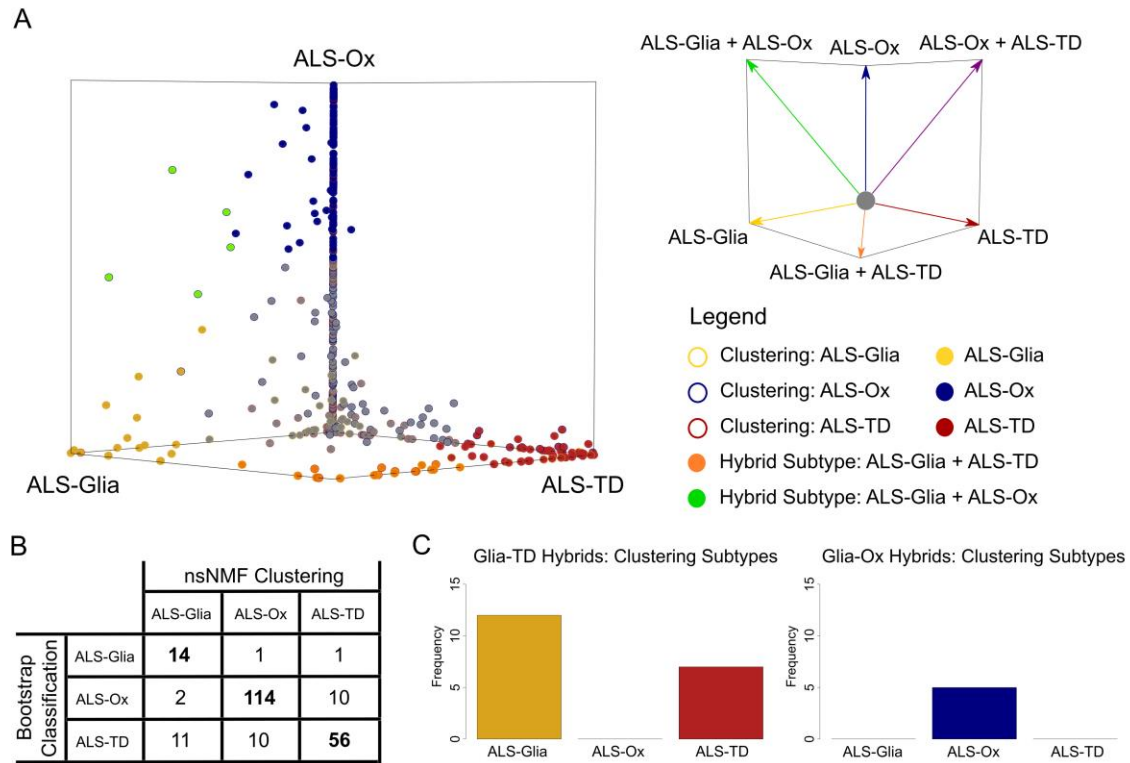 A
ALS-Ox
ALS-Glia
ALS-TD
ALS-Glia + ALS-Ox
ALS-Ox
ALS-Ox + ALS-TD
ALS-Glia
ALS-TD
ALS-Glia + ALS-TD
Legend
Clustering: ALS-Glia
ALS-Glia
Clustering: ALS-Ox
ALS-Ox
Clustering: ALS-TD
ALS-TD
Hybrid Subtype: ALS-Glia + ALS-TD
Hybrid Subtype: ALS-Glia + ALS-Ox
B
nsNMF Clustering
ALS-Glia ALS-Ox ALS-TD
Bootstrap
Classification
ALS-Glia 14 1 1
ALS-Ox 2 114 10
ALS-TD 11 10 56
C
Glia-TD Hybrids: Clustering Subtypes
Frequency
15
10
5
0
ALS-Glia ALS-Ox ALS-TD
Glia-Ox Hybrids: Clustering Subtypes
Frequency
15
10
5
0
ALS-Glia ALS-Ox ALS-TD